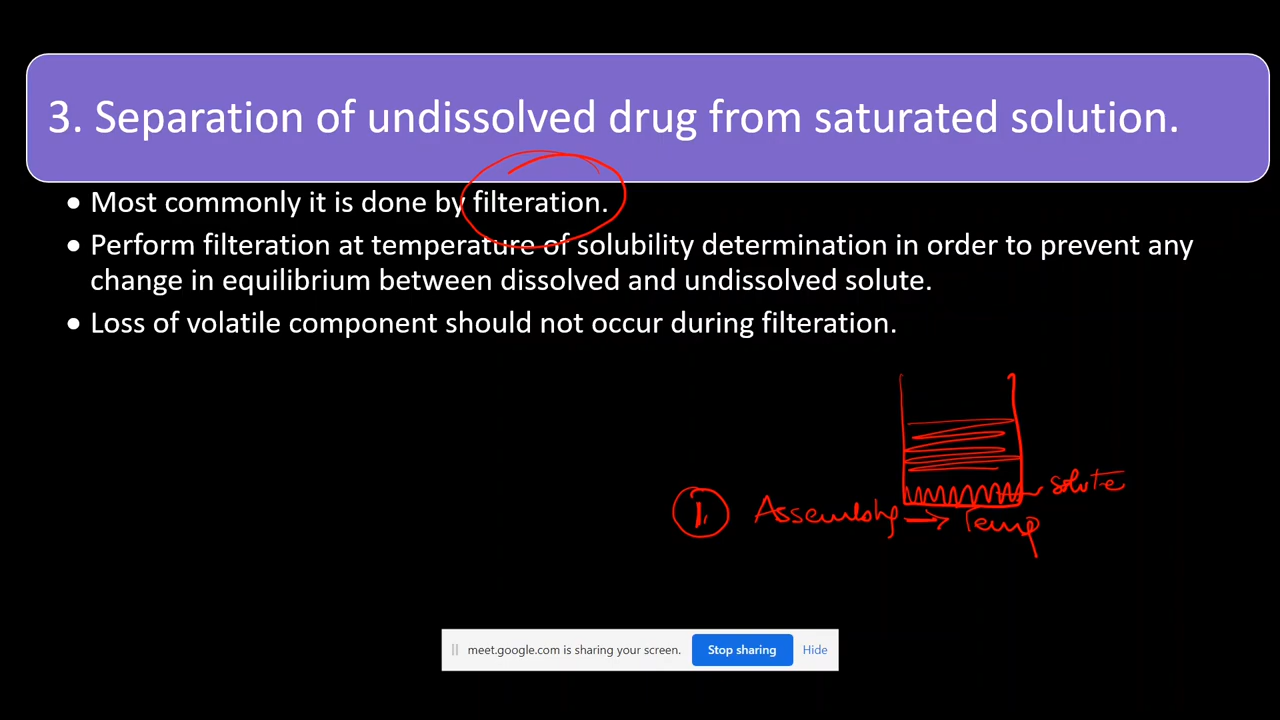 3. Separation of undissolved drug from saturated solution.
• Most commonly it is done by filteration.
• Perform filteration at temperature of solubility determination in order to prevent any
change in equilibrium between dissolved and undissolved solute.
• Loss of volatile component should not occur during filteration.
solute
1. Assembly → Temp
meet.google.com is sharing your screen. Stop sharing Hide